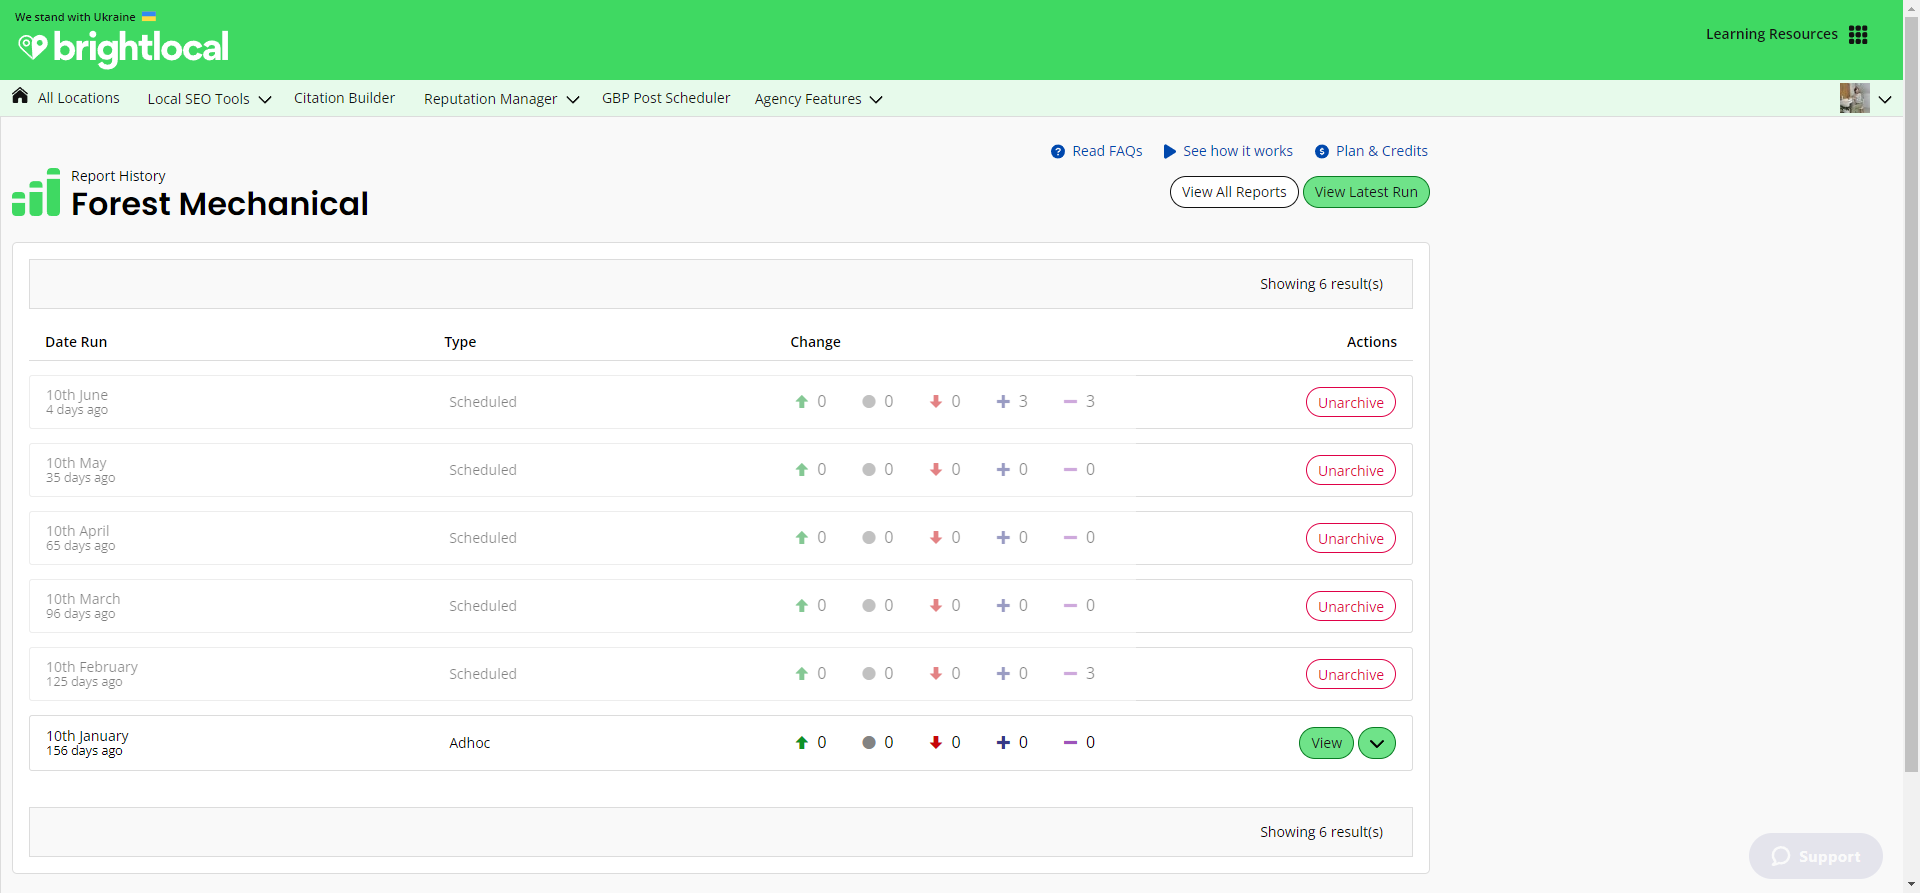 We stand with Ukraine
brightlocal
Learning Resources
All Locations Local SEO Tools Citation Builder Reputation Manager GBP Post Scheduler Agency Features
Read FAQs See how it works Plan & Credits
Report History
Forest Mechanical
View All Reports View Latest Run
Showing 6 result(s)
Date Run Type Change Actions
10th June
4 days ago
Scheduled 0 0 0 3 3 Unarchive
10th May
35 days ago
Scheduled 0 0 0 0 0 Unarchive
10th April
65 days ago
Scheduled 0 0 0 0 0 Unarchive
10th March
96 days ago
Scheduled 0 0 0 0 0 Unarchive
10th February
125 days ago
Scheduled 0 0 0 0 3 Unarchive
10th January
156 days ago
Adhoc 0 0 0 0 0 View
Showing 6 result(s)
Support